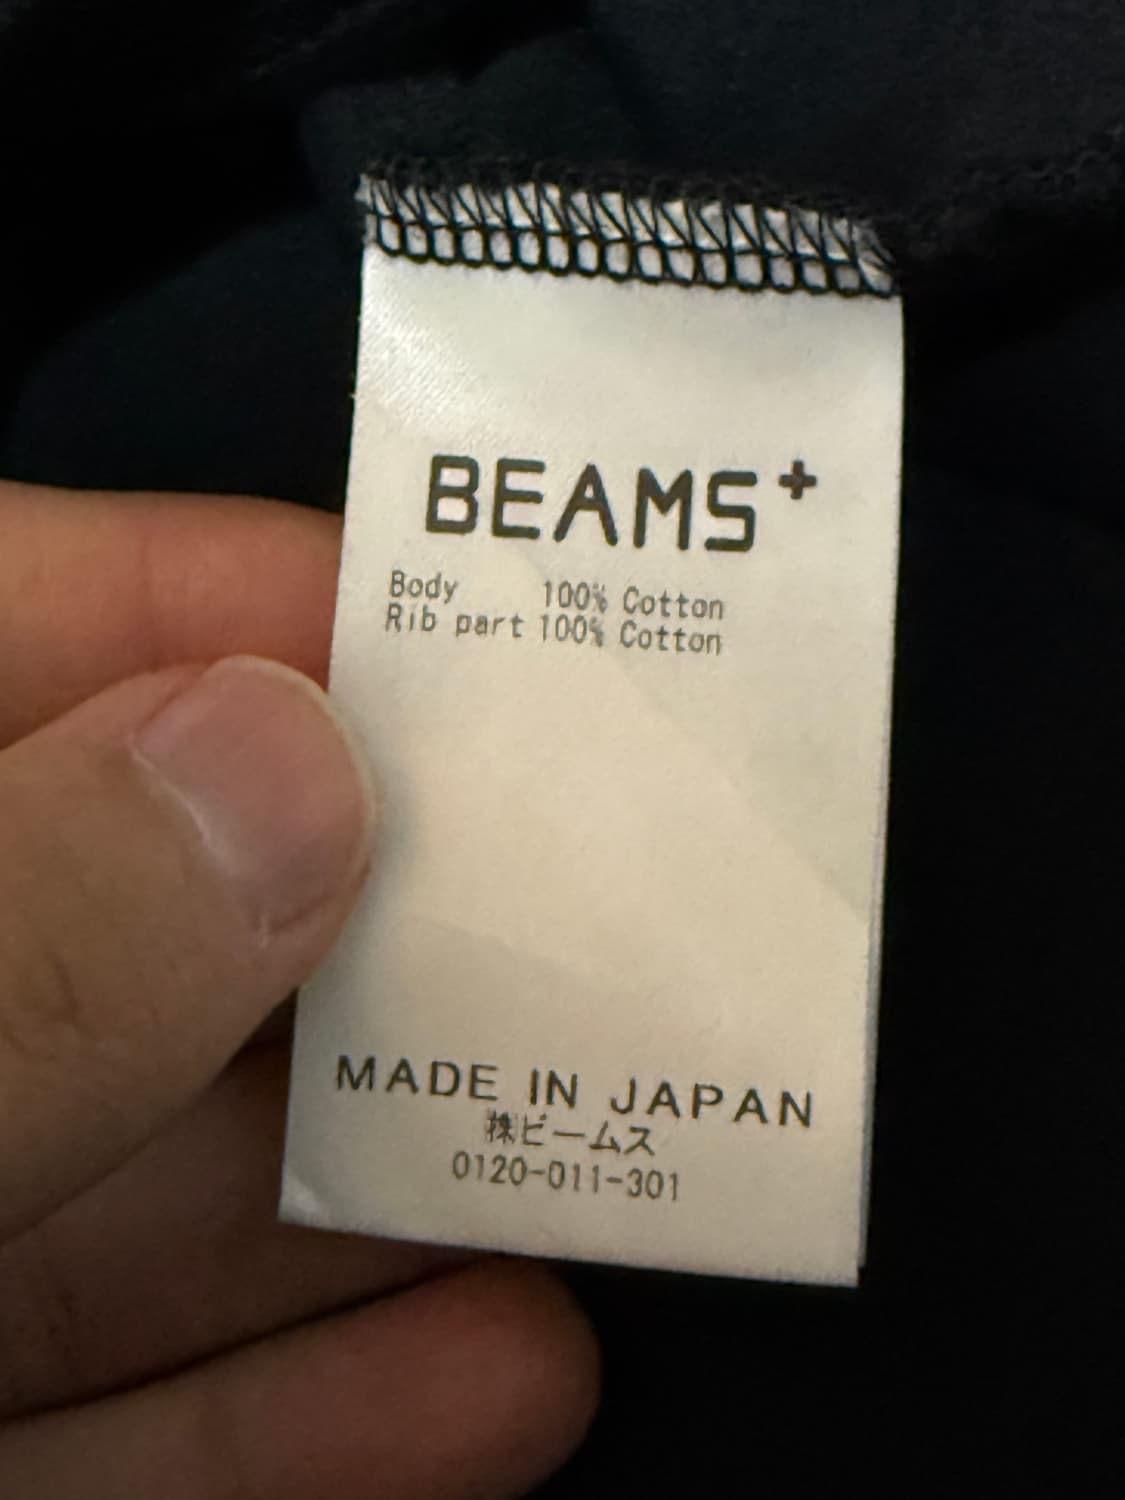 BEAMS+
Body 100% Cotton
Rib part 100% Cotton
MADE IN JAPAN
㈱ビームス
0120-011-301